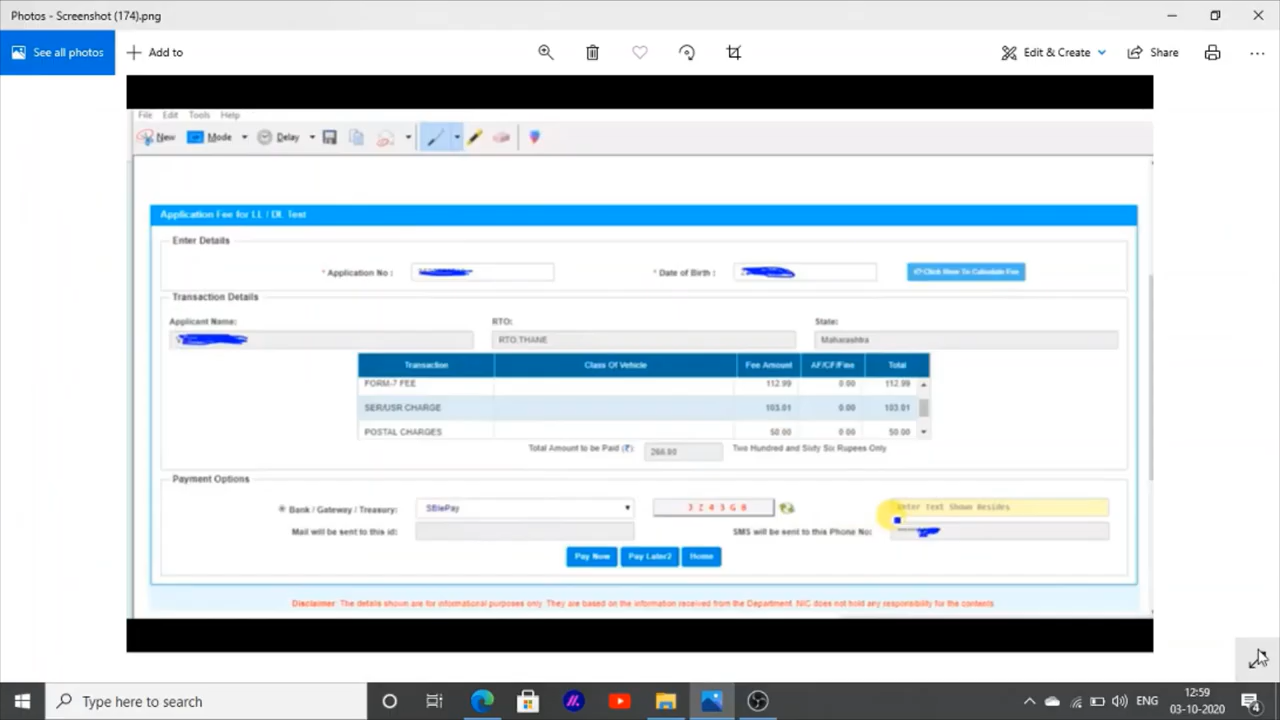 Photos - Screenshot (174).png
See all photos
Add to
Edit & Create
Share
File Edit Tools Help
New Mode Delay
Application Fee for LL / DL Test
Enter Details
* Application No :
* Date of Birth :
Click Here To Calculate Fee
Transaction Details
Applicant Name:
RTO:
State:
RTO,THANE
Maharashtra
Transaction Class Of Vehicle Fee Amount AF/CF/Fine Total
FORM-7 FEE 112.99 0.00 112.99
SER/USR CHARGE 103.01 0.00 103.01
POSTAL CHARGES 50.00 0.00 50.00
Total Amount to be Paid (₹) 266.00 Two Hundred and Sixty Six Rupees Only
Payment Options
Bank / Gateway / Treasury: SBIePay
Enter Text Shown Besides
Mail will be sent to this id:
SMS will be sent to this Phone No:
Pay Now Pay Later2 Home
Disclaimer: The details shown are for informational purposes only. They are based on the information received from the Department. NIC does not hold any responsibility for the contents.
Type here to search
ENG
12:59
03-10-2020
4